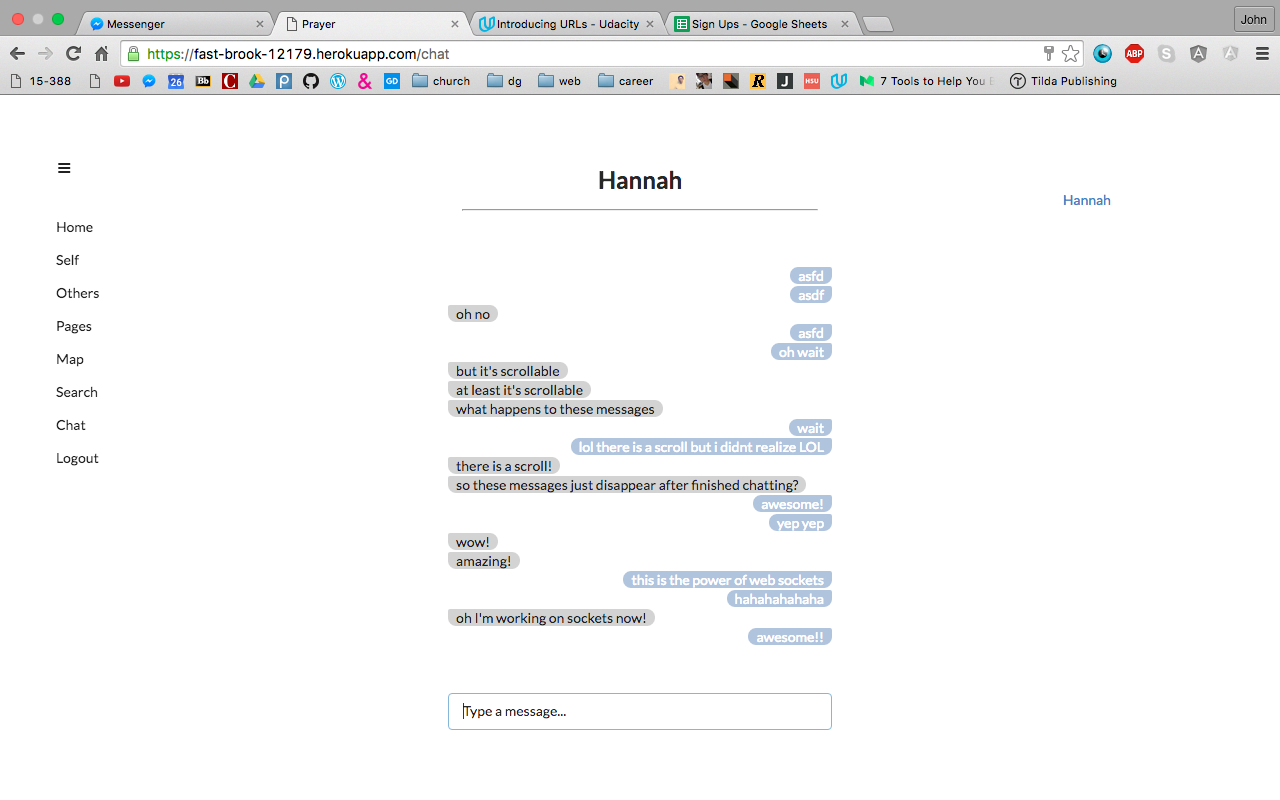 Messenger
Prayer
Introducing URLs - Udacity
Sign Ups - Google Sheets
John
https://fast-brook-12179.herokuapp.com/chat
ABP
S
A
A
15-388
26
Bb
C
P
&
GD
church
dg
web
career
R
J
HSU
7 Tools to Help You
T
Tilda Publishing
Hannah
Hannah
Home
Self
Others
Pages
Map
Search
Chat
Logout
asfd
asdf
oh no
asfd
oh wait
but it's scrollable
at least it's scrollable
what happens to these messages
wait
lol there is a scroll but i didnt realize LOL
there is a scroll!
so these messages just disappear after finished chatting?
awesome!
yep yep
wow!
amazing!
this is the power of web sockets
hahahahahaha
oh I'm working on sockets now!
awesome!!
Type a message...